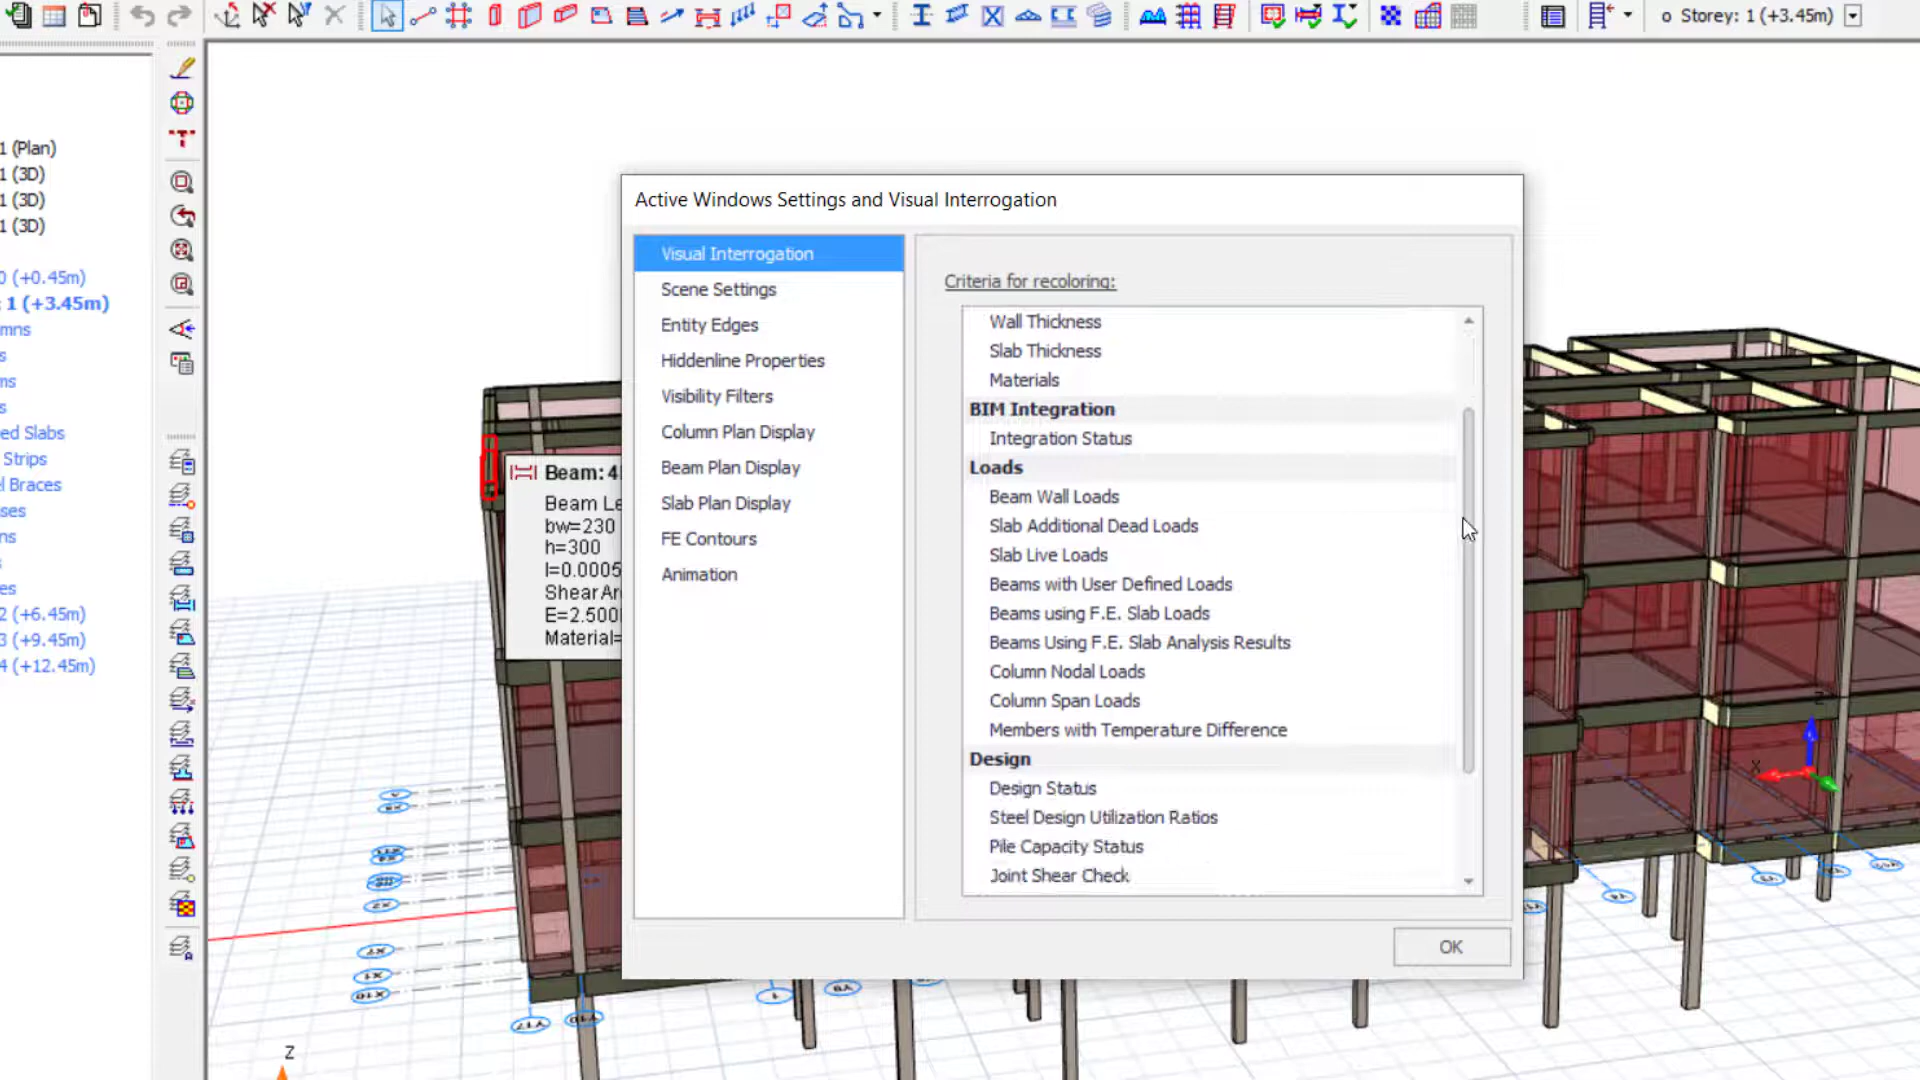 Storey: 1 (+3.45m)
1 (Plan)
1 (3D)
1 (3D)
1 (3D)
0 (+0.45m)
: 1 (+3.45m)
mns
s
ms
s
ed Slabs
Strips
el Braces
ses
ns
s
es
2 (+6.45m)
3 (+9.45m)
4 (+12.45m)
Active Windows Settings and Visual Interrogation
Visual Interrogation
Scene Settings
Entity Edges
Hiddenline Properties
Visibility Filters
Column Plan Display
Beam Plan Display
Slab Plan Display
FE Contours
Animation
Criteria for recoloring:
Wall Thickness
Slab Thickness
Materials
BIM Integration
Integration Status
Loads
Beam Wall Loads
Slab Additional Dead Loads
Slab Live Loads
Beams with User Defined Loads
Beams using F.E. Slab Loads
Beams Using F.E. Slab Analysis Results
Column Nodal Loads
Column Span Loads
Members with Temperature Difference
Design
Design Status
Steel Design Utilization Ratios
Pile Capacity Status
Joint Shear Check
OK
Beam: 4
Beam Le
bw=230
h=300
I=0.0005
Shear Ar
E=2.500
Material=
Z
X
Y
Z